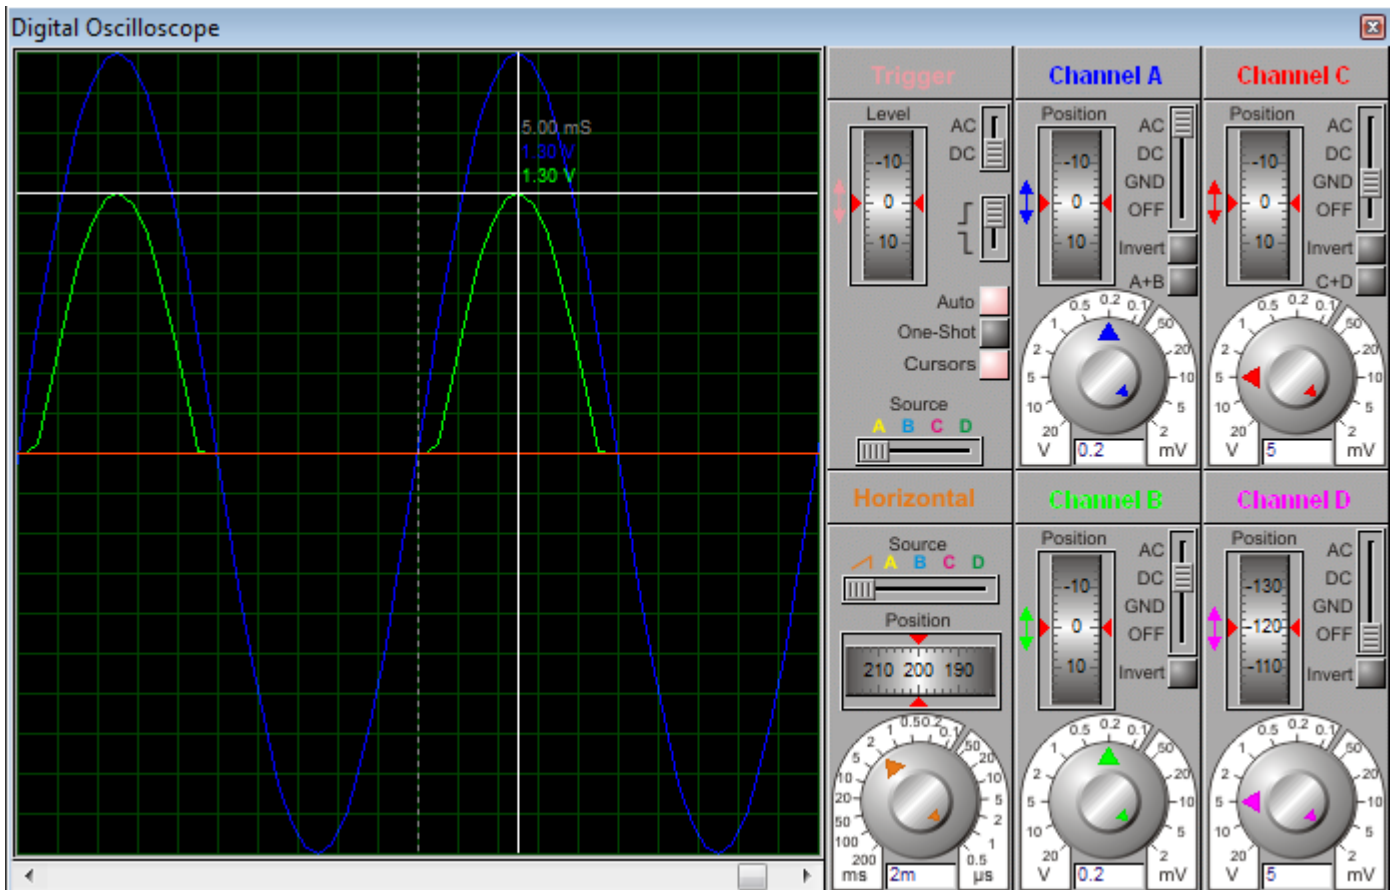 Digital Oscilloscope
5.00 mS
1.30 V
1.30 V
Trigger
Level
-10
0
10
AC
DC
Auto
One-Shot
Cursors
Source
A B C D
Channel A
Position
-10
0
10
AC
DC
GND
OFF
Invert
A+B
20
10
5
2
1
0.5
0.2
0.1
50
20
10
5
2
V
0.2
mV
Channel C
Position
-10
0
10
AC
DC
GND
OFF
Invert
C+D
20
10
5
2
1
0.5
0.2
0.1
50
20
10
5
2
V
5
mV
Horizontal
Source
A B C D
Position
210 200 190
200
100
50
20
10
5
2
1
0.5
0.2
0.1
50
20
10
5
2
1
0.5
ms
2m
µs
Channel B
Position
-10
0
10
AC
DC
GND
OFF
Invert
20
10
5
2
1
0.5
0.2
0.1
50
20
10
5
2
V
0.2
mV
Channel D
Position
-130
-120
-110
AC
DC
GND
OFF
Invert
20
10
5
2
1
0.5
0.2
0.1
50
20
10
5
2
V
5
mV